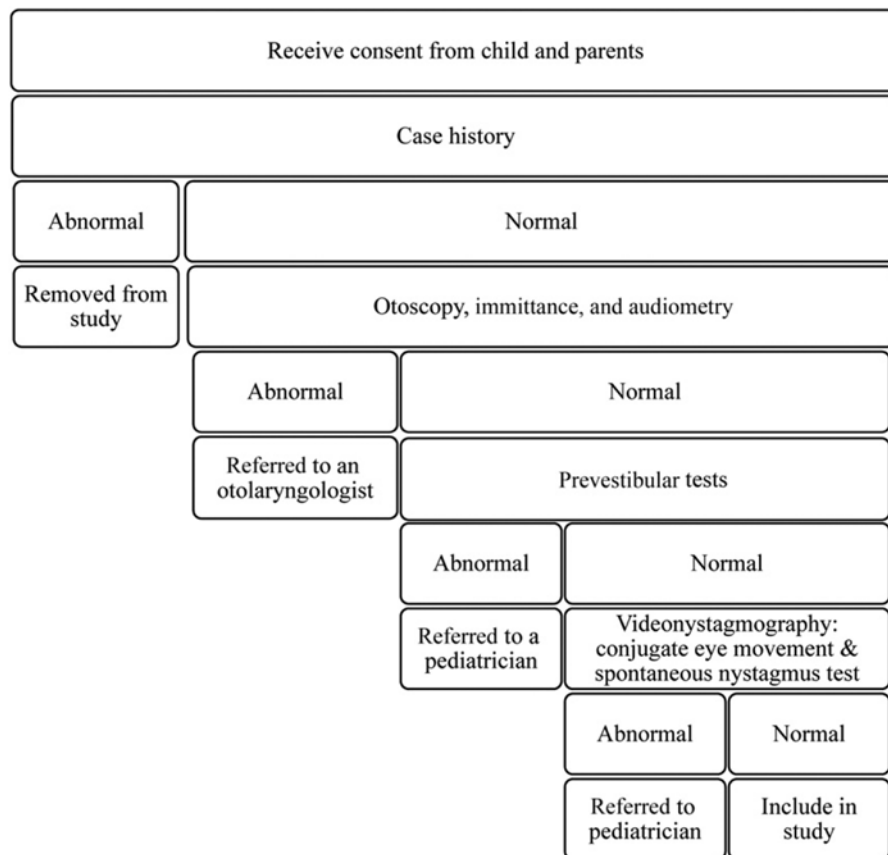 Receive consent from child and parents
Case history
Abnormal
Normal
Removed from
study
Otoscopy, immittance, and audiometry
Abnormal
Normal
Referred to an
otolaryngologist
Prevestibular tests
Abnormal
Normal
Referred to a
pediatrician
Videonystagmography:
conjugate eye movement &
spontaneous nystagmus test
Abnormal
Normal
Referred to
pediatrician
Include in
study